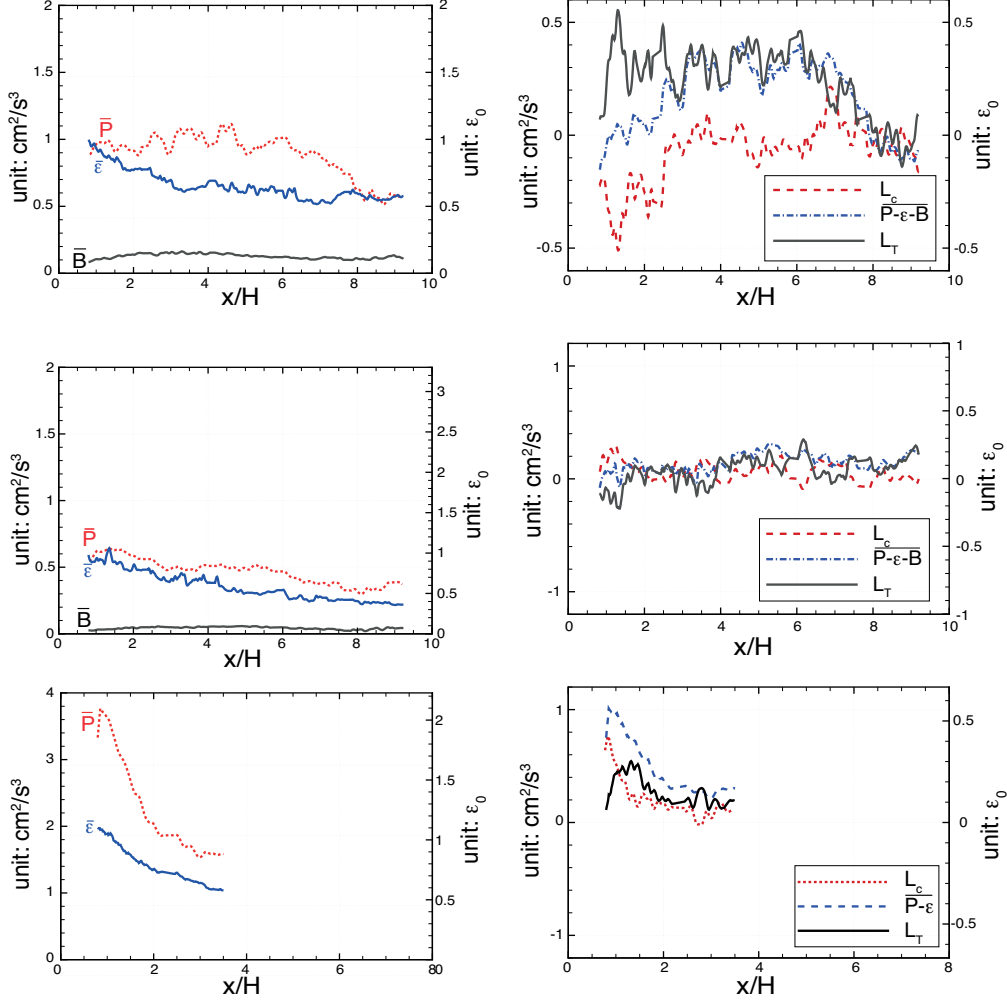 2
1.5
1
0.5
0
2
1.5
1
0.5
0
0 2 4 6 8 10
unit: cm²/s³
unit: ε₀
x/H
P̅
ε̅
B̅
0.5
0
-0.5
0.5
0
-0.5
0 2 4 6 8 10
unit: cm²/s³
unit: ε₀
x/H
L_c
P-ε-B
L_T
2
1.5
1
0.5
0
3
2.5
2
1.5
1
0.5
0
0 2 4 6 8 10
unit: cm²/s³
unit: ε₀
x/H
P̅
ε̅
B̅
1
0
-1
1
0.5
0
-0.5
-1
0 2 4 6 8 10
unit: cm²/s³
unit: ε₀
x/H
L_c
P-ε-B
L_T
4
3
2
1
0
2
1.5
1
0.5
0
0 2 4 6 8
unit: cm²/s³
unit: ε₀
x/H
P̅
ε̅
1
0
-1
0.5
0
-0.5
0 2 4 6 8
unit: cm²/s³
unit: ε₀
x/H
L_c
P-ε
L_T